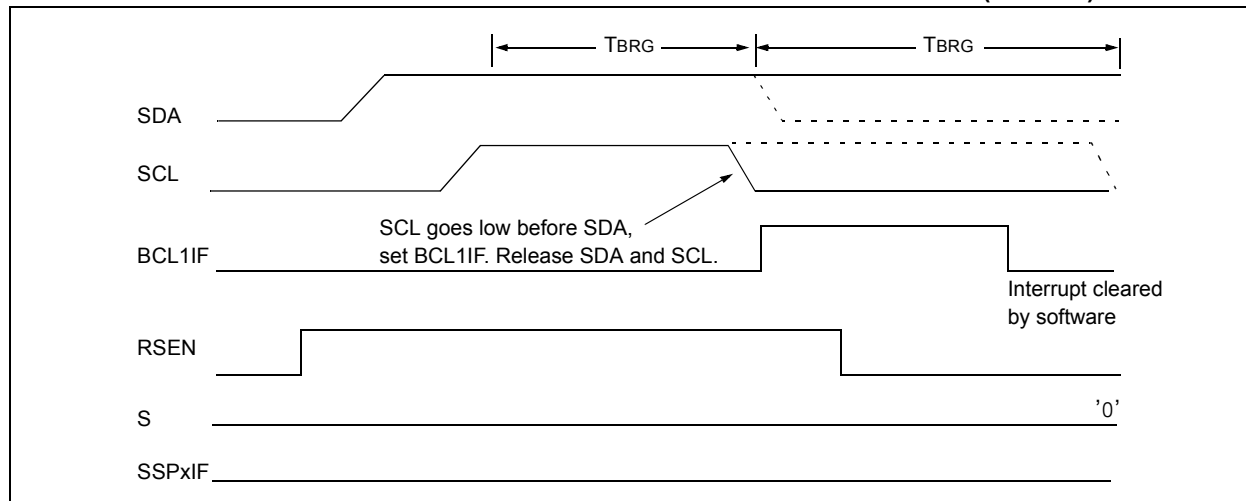 TBRG TBRG
SDA
SCL
SCL goes low before SDA,
set BCL1IF. Release SDA and SCL.
BCL1IF
Interrupt cleared
by software
RSEN
S '0'
SSPxIF